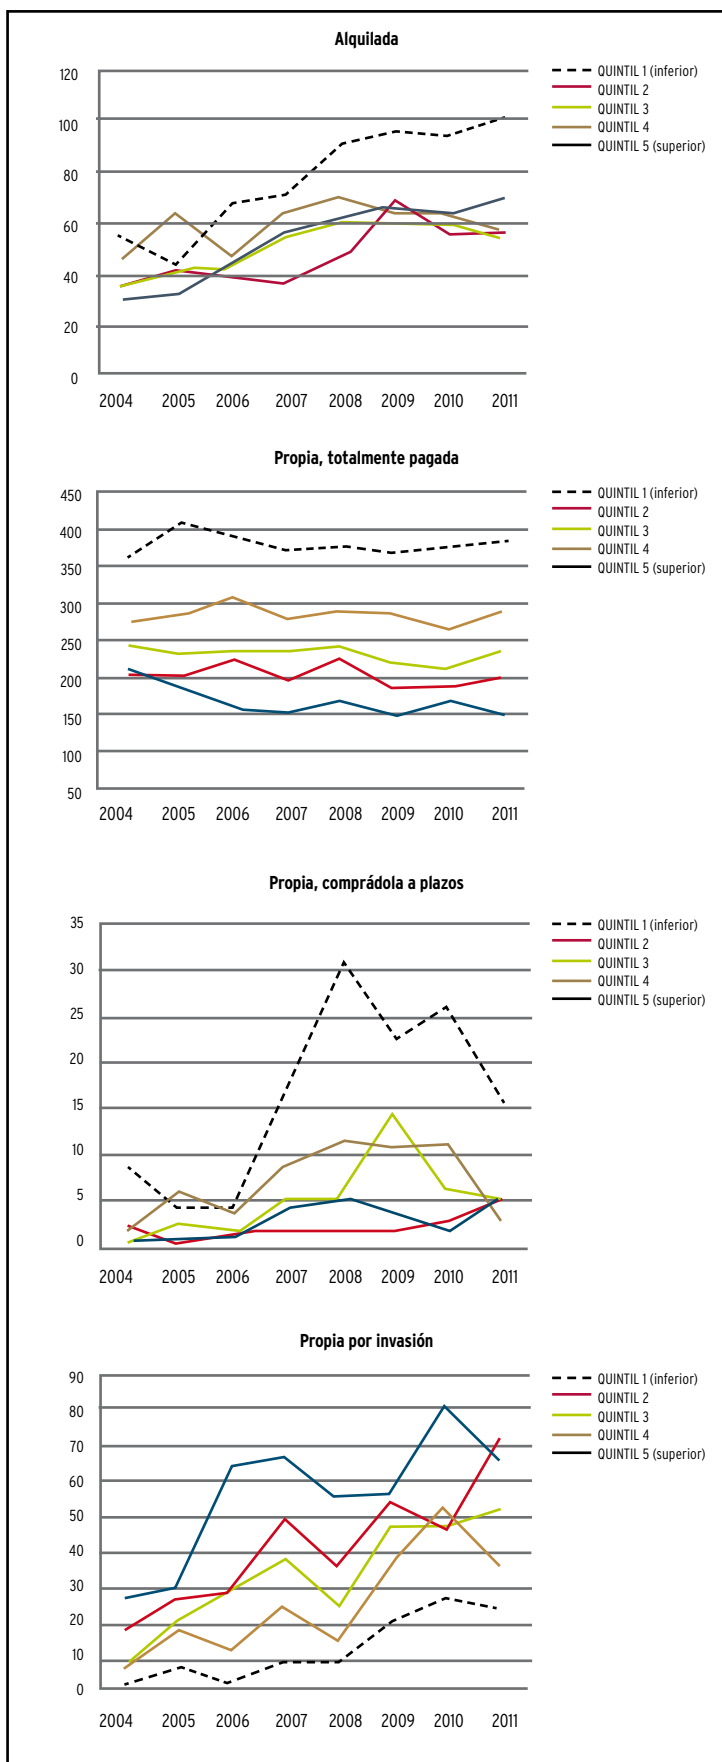 Alquilada
120
100
80
60
40
20
0
2004 2005 2006 2007 2008 2009 2010 2011
QUINTIL 1 (inferior)
QUINTIL 2
QUINTIL 3
QUINTIL 4
QUINTIL 5 (superior)
Propia, totalmente pagada
450
400
350
300
250
200
150
100
50
2004 2005 2006 2007 2008 2009 2010 2011
QUINTIL 1 (inferior)
QUINTIL 2
QUINTIL 3
QUINTIL 4
QUINTIL 5 (superior)
Propia, comprádola a plazos
35
30
25
20
15
10
5
0
2004 2005 2006 2007 2008 2009 2010 2011
QUINTIL 1 (inferior)
QUINTIL 2
QUINTIL 3
QUINTIL 4
QUINTIL 5 (superior)
Propia por invasión
90
80
70
60
50
40
30
20
10
0
2004 2005 2006 2007 2008 2009 2010 2011
QUINTIL 1 (inferior)
QUINTIL 2
QUINTIL 3
QUINTIL 4
QUINTIL 5 (superior)